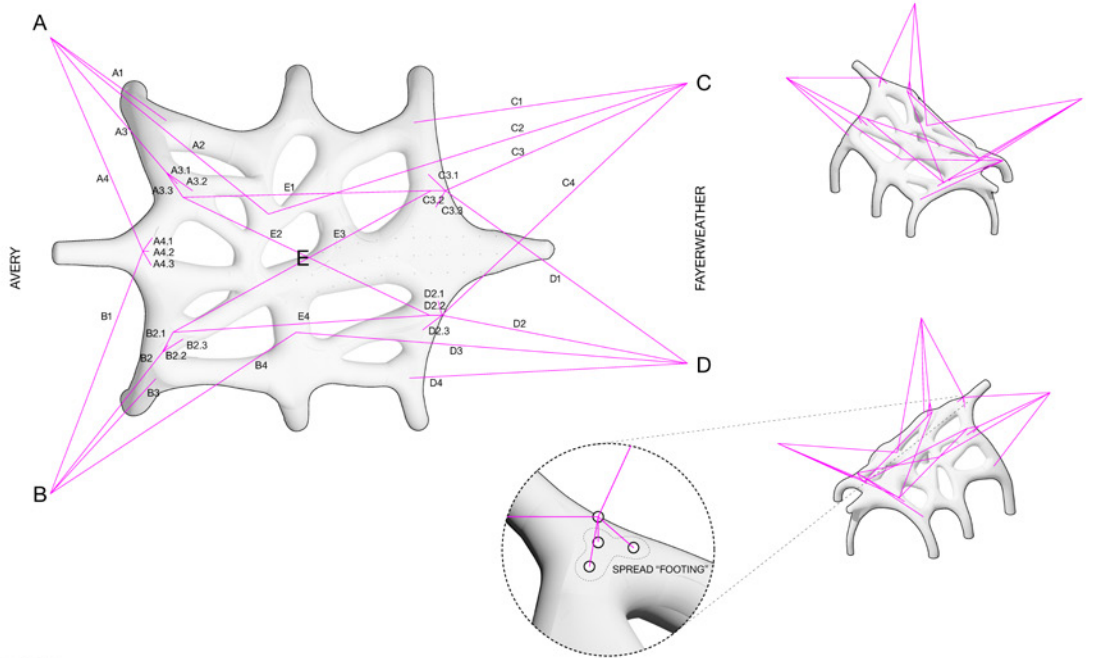 A
C
A1
C1
A3
C2
A2
C3
A3.1
A3.2
C3.1
A4
C4
A3.3
E1
C3.2
C3.3
E2
E3
A4.1
A4.2
A4.3
E
AVERY
FAYERWEATHER
D1
D2.1
D2.2
B1
E4
D2.3
D2
B2.1
B2.3
B2.2
B2
D3
B4
D
B3
D4
B
SPREAD "FOOTING"